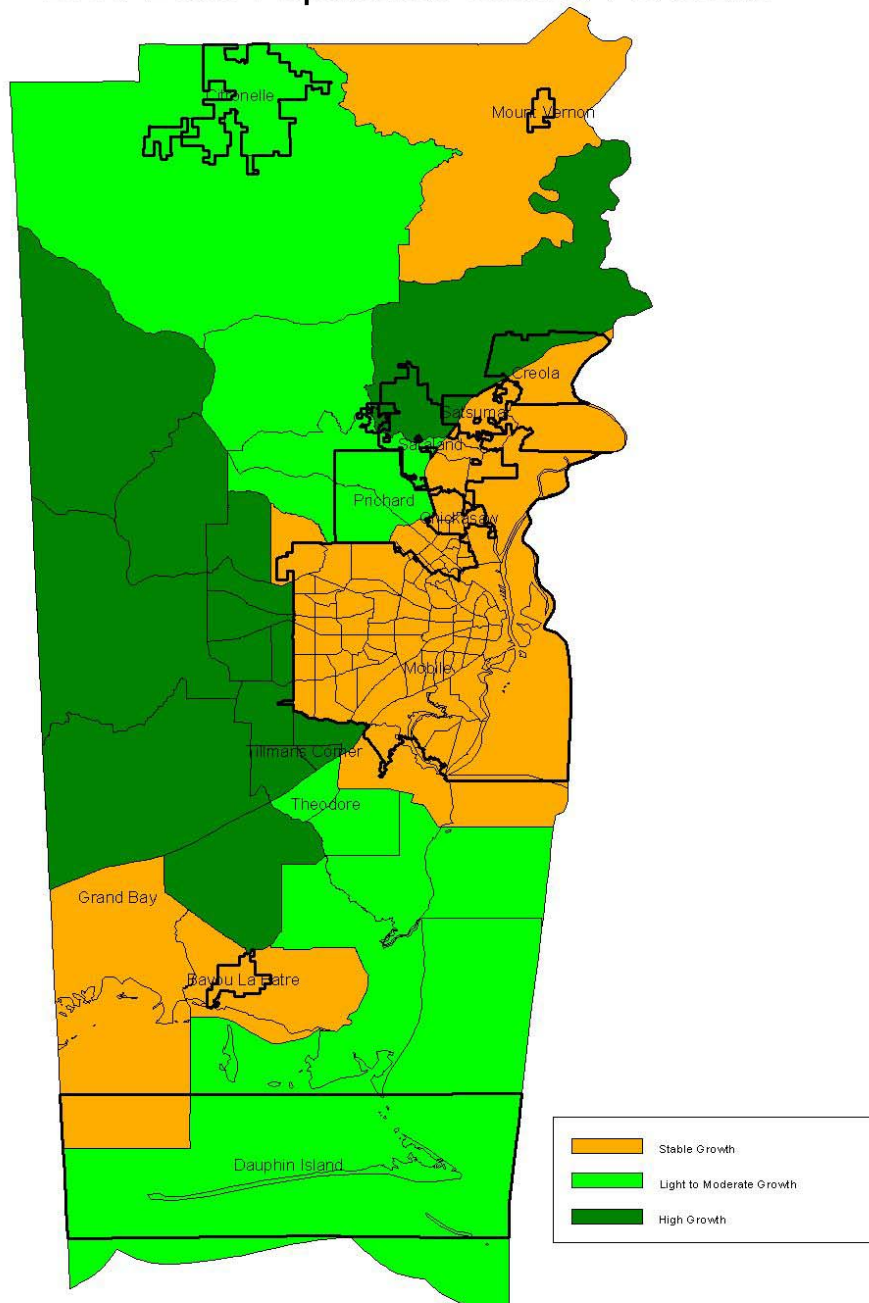 Citronelle
Mount Vernon
Creola
Satsuma
Saraland
Prichard
Chickasaw
Mobile
Tillmans Corner
Theodore
Grand Bay
Bayou La Batre
Dauphin Island
Stable Growth
Light to Moderate Growth
High Growth